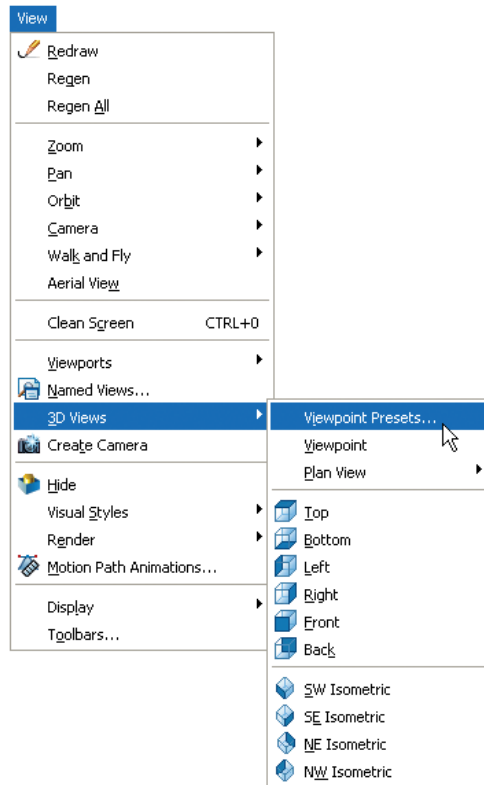 View
Redraw
Regen
Regen All
Zoom
Pan
Orbit
Camera
Walk and Fly
Aerial View
Clean Screen CTRL+0
Viewports
Named Views...
3D Views
Create Camera
Hide
Visual Styles
Render
Motion Path Animations...
Display
Toolbars...
Viewpoint Presets...
Viewpoint
Plan View
Top
Bottom
Left
Right
Front
Back
SW Isometric
SE Isometric
NE Isometric
NW Isometric